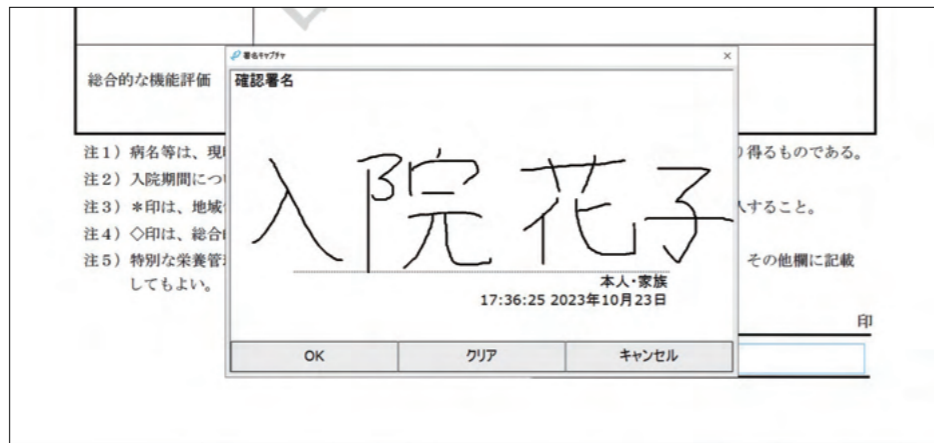 署名キャプチャ
総合的な機能評価
確認署名
入院 花子
注1）病名等は、現
り得るものである。
注2）入院期間につ
注3）＊印は、地域
入すること。
注4）◇印は、総合
注5）特別な栄養管
その他欄に記載
してもよい。
本人・家族
17:36:25 2023年10月23日
印
OK
クリア
キャンセル